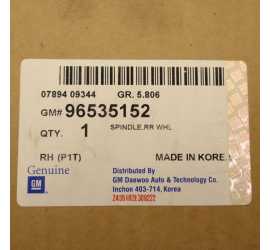 07894 09344 GR. 5.806
GM# 96535152
SPINDLE,RR WHL
QTY. 1
RH (P1T) MADE IN KOREA
Genuine
GM
Distributed By
GM Daewoo Auto & Technology Co.
Inchon 403-714, Korea